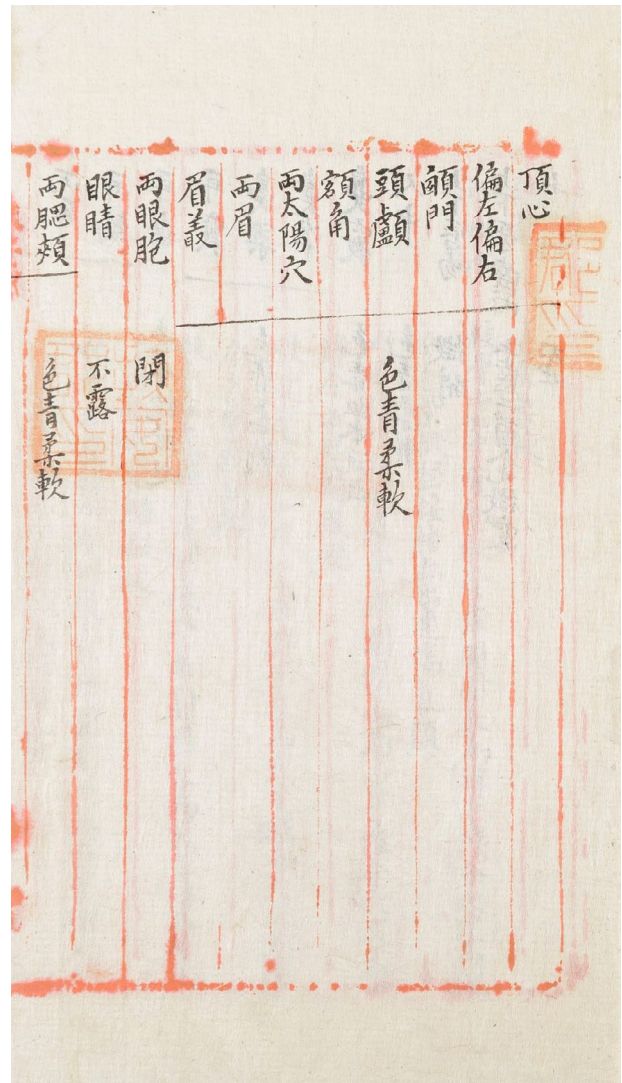 頂心
偏左偏右
顖門
頭顱
額角
兩太陽穴
兩眉
眉叢
色青柔軟
兩眼胞 閉
眼睛 不露
兩腮頰 色青柔軟